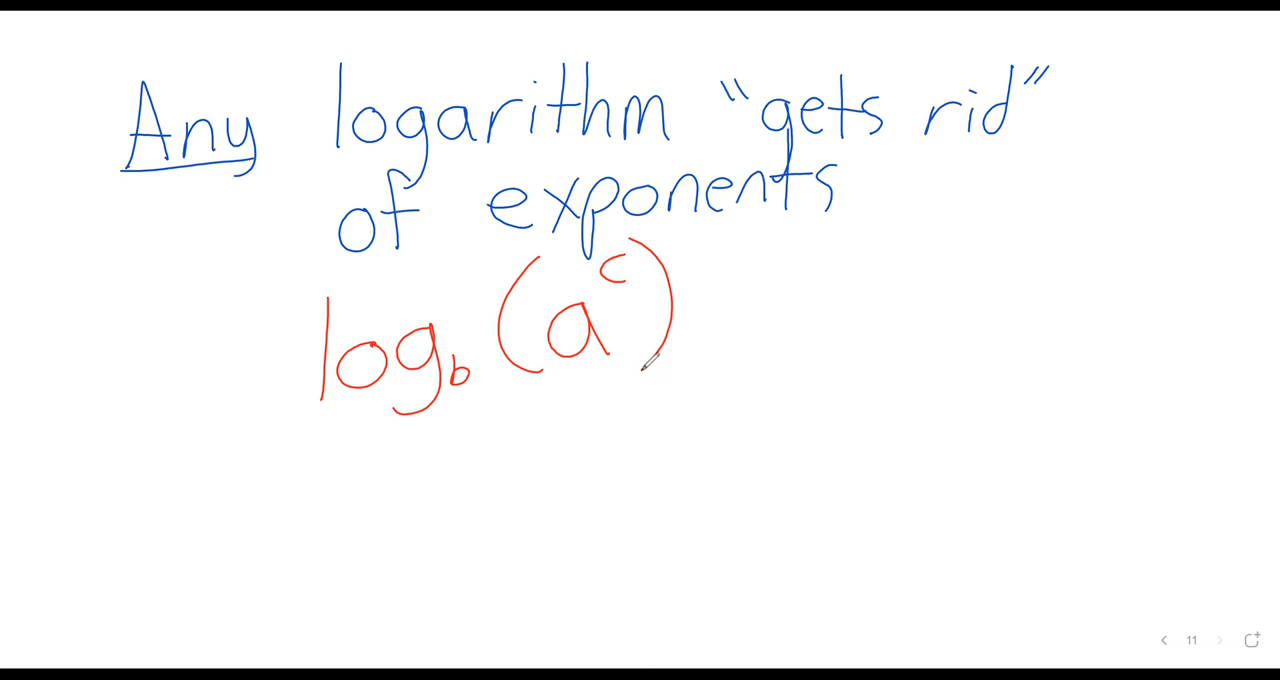 Any logarithm “gets rid”
of exponents
log_b (a^c)
11